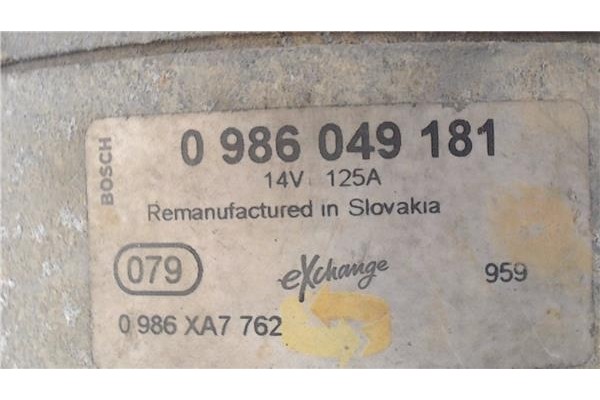 BOSCH
0 986 049 181
14V 125A
Remanufactured in Slovakia
079
eXchange
959
0 986 XA7 762